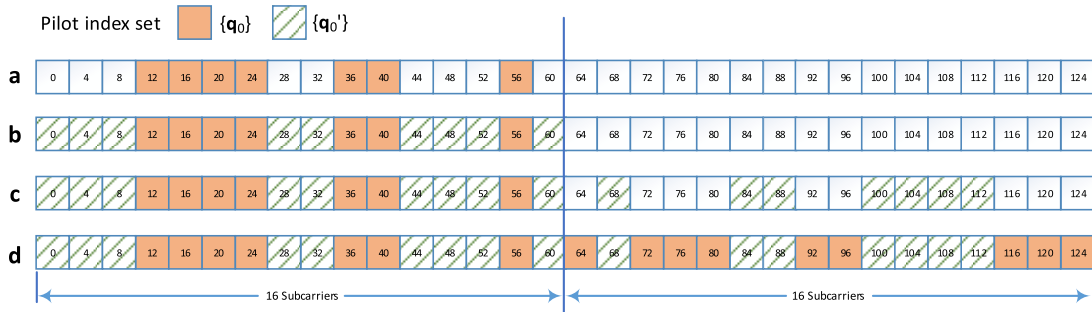 Pilot index set {q₀} {q₀'}
a 0 4 8 12 16 20 24 28 32 36 40 44 48 52 56 60 64 68 72 76 80 84 88 92 96 100 104 108 112 116 120 124
b 0 4 8 12 16 20 24 28 32 36 40 44 48 52 56 60 64 68 72 76 80 84 88 92 96 100 104 108 112 116 120 124
c 0 4 8 12 16 20 24 28 32 36 40 44 48 52 56 60 64 68 72 76 80 84 88 92 96 100 104 108 112 116 120 124
d 0 4 8 12 16 20 24 28 32 36 40 44 48 52 56 60 64 68 72 76 80 84 88 92 96 100 104 108 112 116 120 124
16 Subcarriers 16 Subcarriers